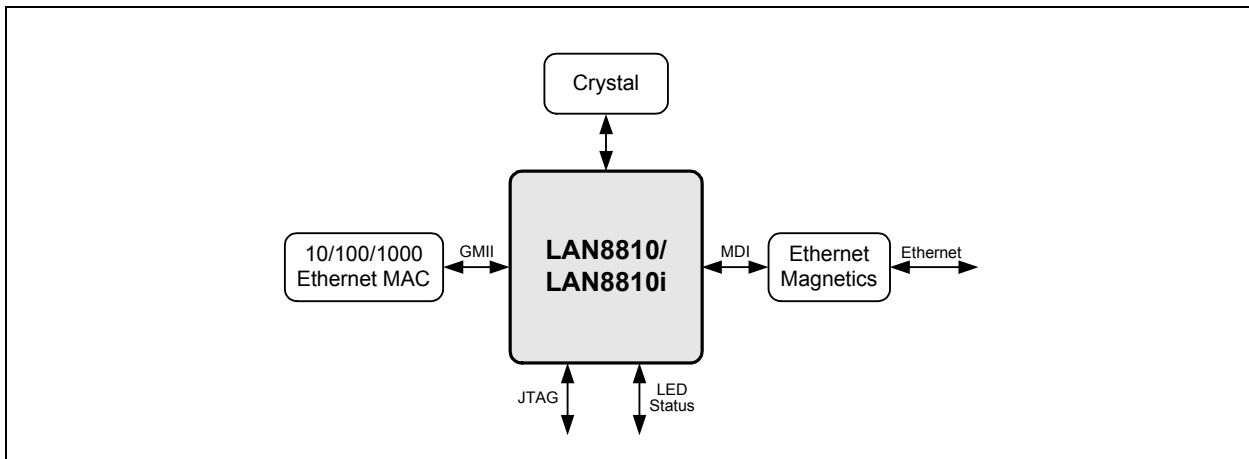 Crystal
10/100/1000
Ethernet MAC
GMII
LAN8810/
LAN8810i
MDI
Ethernet
Magnetics
Ethernet
JTAG
LED
Status